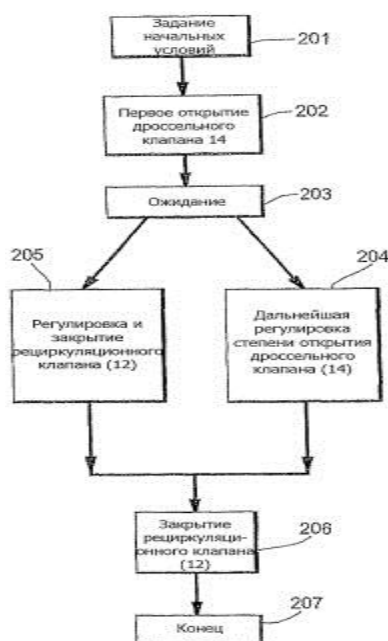 Задание
начальных
условий
201
Первое открытие
дроссельного
клапана 14
202
Ожидание
203
205
204
Регулировка и
закрытие
рециркуляционного
клапана (12)
Дальнейшая
регулировка
степени открытия
дроссельного
клапана (14)
Закрытие
рециркуляци-
онного клапана
(12)
206
207
Конец